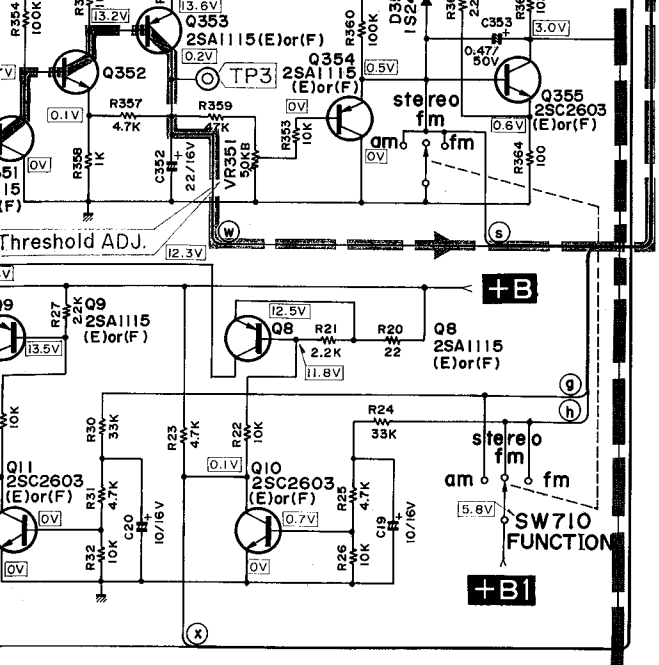 13.2V
13.6V
R354
100K
Q353
2SA1115(E)or(F)
R360
100K
1S2
C353
0.47/
50V
3.0V
Q352
0.2V
TP3
Q354
2SA1115
(E)or(F)
0.5V
Q355
2SC2603
(E)or(F)
0.1V
R357
4.7K
R359
47K
0V
R353
10K
stereo
fm
am
fm
0.6V
R364
100
0V
R358
1K
C352
22/16V
VR351
50KB
0V
Threshold ADJ.
12.3V
w
s
+B
Q9
2SA1115
(E)or(F)
R27
2.2K
13.5V
12.5V
Q8
R21
2.2K
R20
22
Q8
2SA1115
(E)or(F)
11.8V
g
h
10K
R30
33K
R23
4.7K
R22
10K
R24
33K
stereo
fm
am
fm
0.1V
Q11
2SC2603
(E)or(F)
R31
4.7K
Q10
2SC2603
(E)or(F)
R25
4.7K
5.8V
SW710
FUNCTION
0V
C20
10/16V
0.7V
C19
10/16V
R32
10K
R26
10K
0V
0V
+B1
x